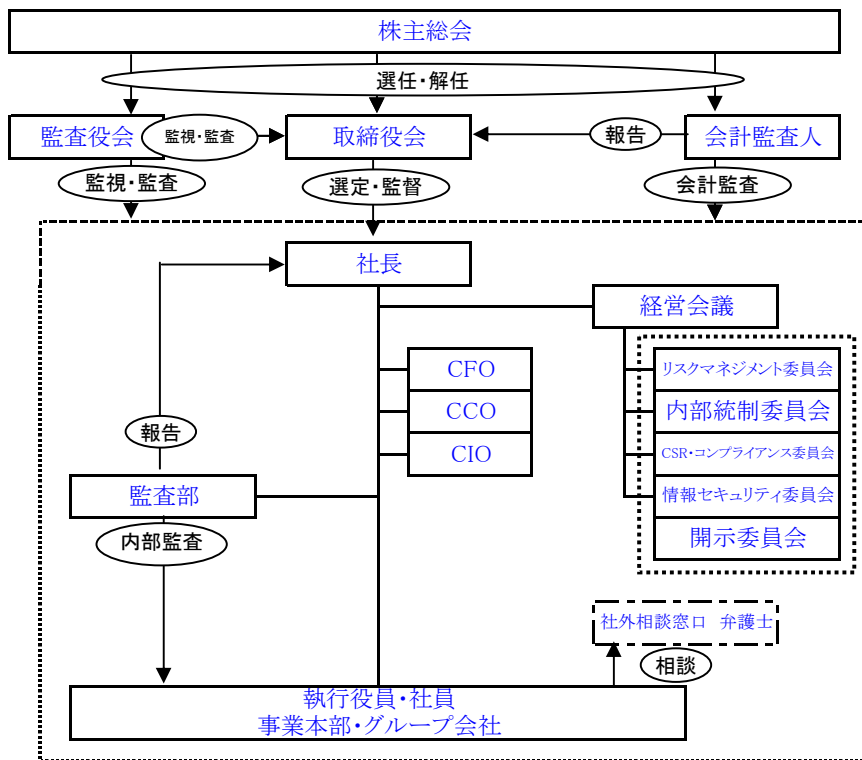 株主総会
選任・解任
監査役会
監視・監査
取締役会
報告
会計監査人
監視・監査
選定・監督
会計監査
社長
経営会議
CFO
リスクマネジメント委員会
CCO
内部統制委員会
CIO
CSR・コンプライアンス委員会
報告
監査部
情報セキュリティ委員会
内部監査
開示委員会
社外相談窓口 弁護士
相談
執行役員・社員
事業本部・グループ会社